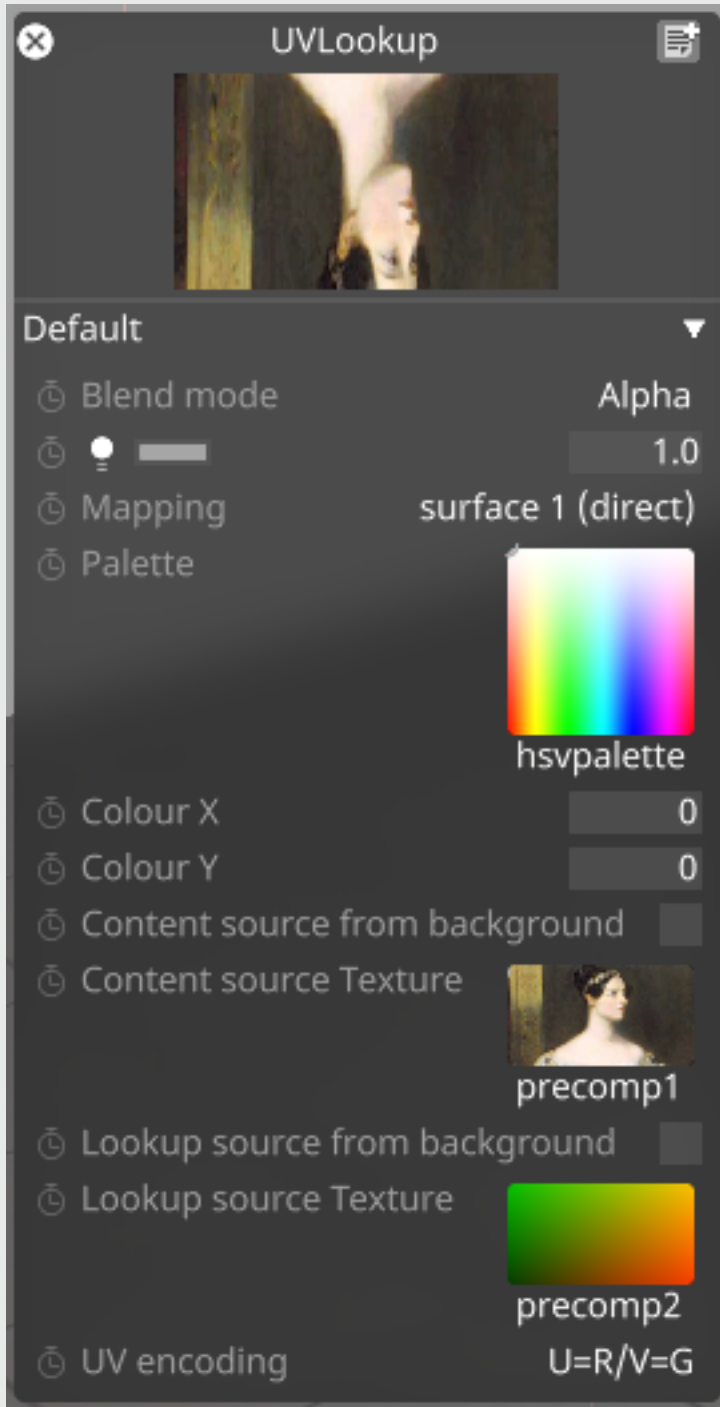 UVLookup
Default
Blend mode Alpha
1.0
Mapping surface 1 (direct)
Palette
hsvpalette
Colour X 0
Colour Y 0
Content source from background
Content source Texture
precomp1
Lookup source from background
Lookup source Texture
precomp2
UV encoding U=R/V=G